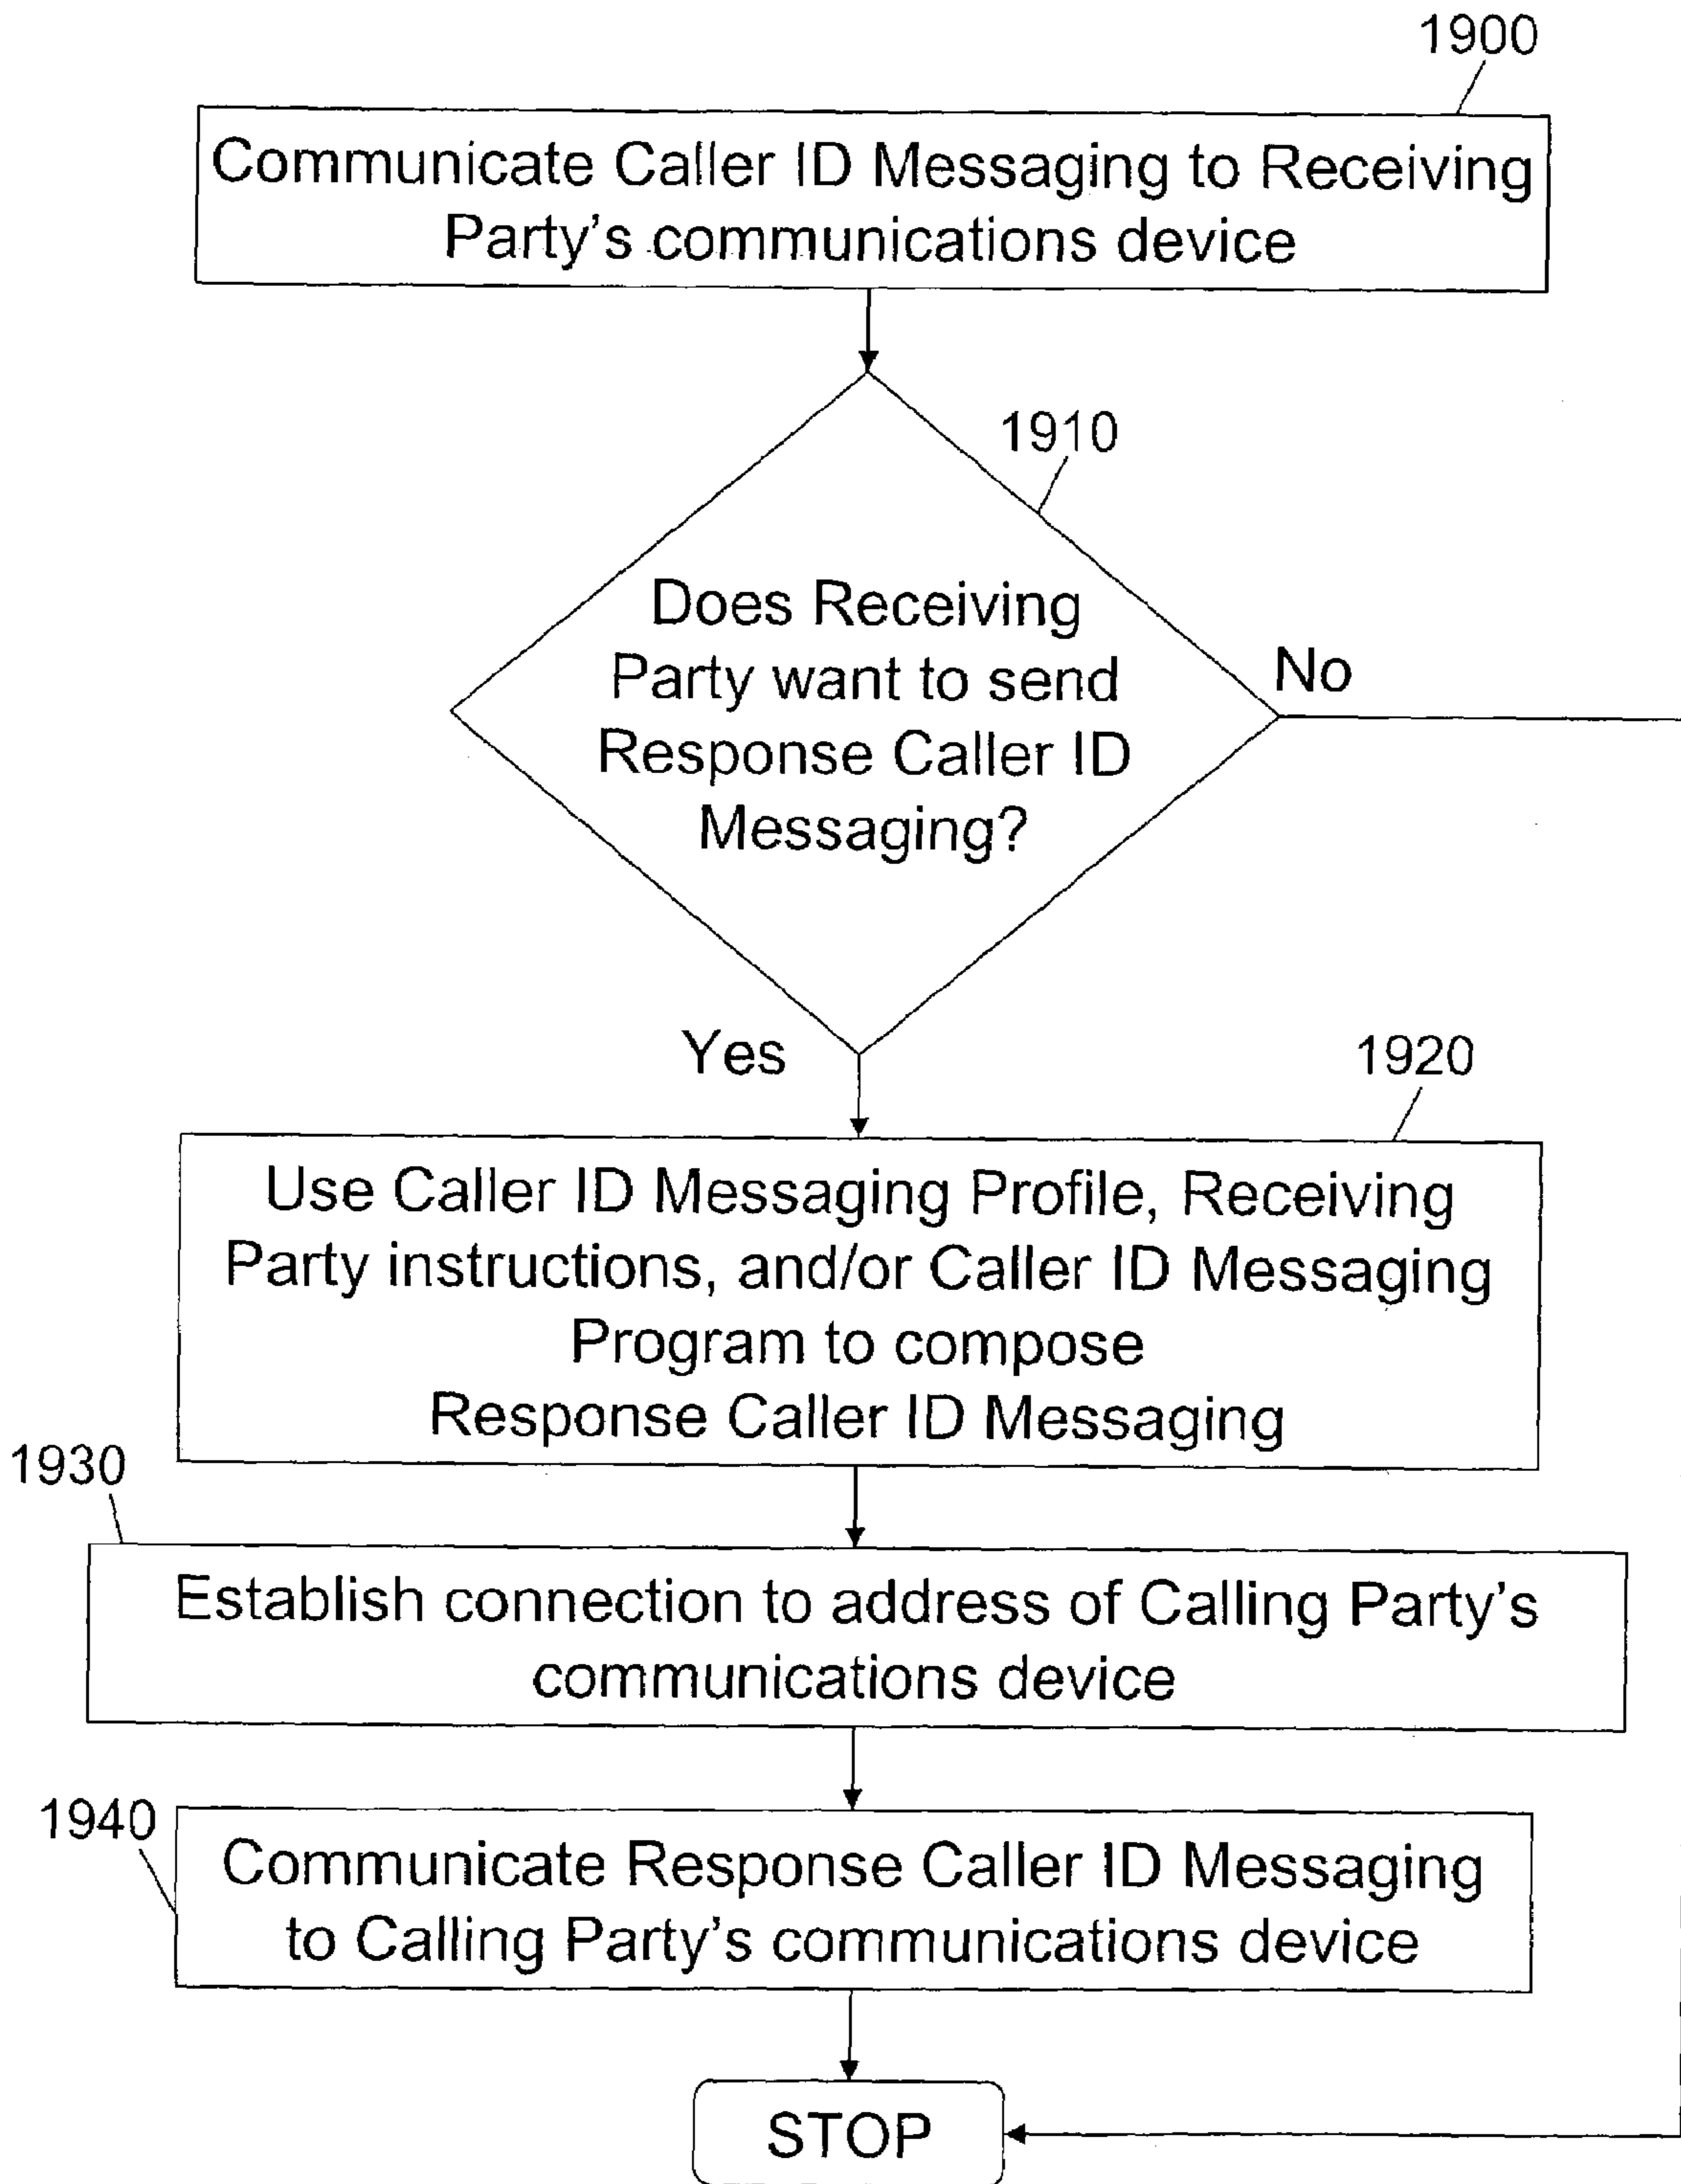 1900
Communicate Caller ID Messaging to Receiving
Party's communications device
1910
Does Receiving
Party want to send
Response Caller ID
Messaging?
No
Yes
1920
Use Caller ID Messaging Profile, Receiving
Party instructions, and/or Caller ID Messaging
Program to compose
Response Caller ID Messaging
1930
Establish connection to address of Calling Party's
communications device
1940
Communicate Response Caller ID Messaging
to Calling Party's communications device
STOP